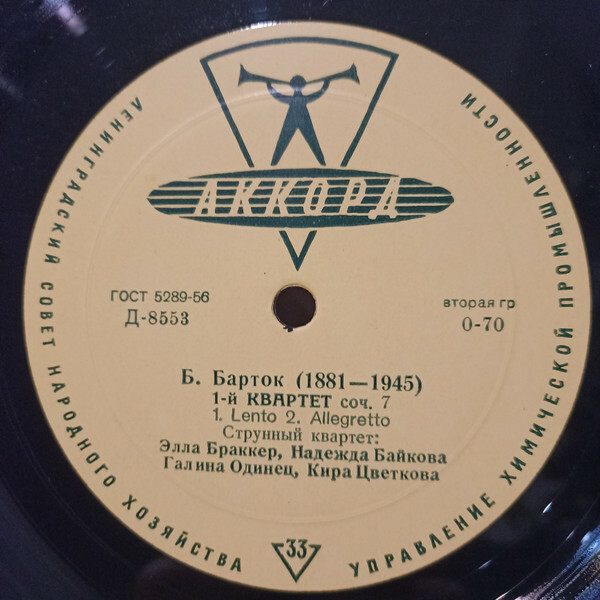 ЛЕНИНГРАДСКИЙ СОВЕТ НАРОДНОГО ХОЗЯЙСТВА
УПРАВЛЕНИЕ ХИМИЧЕСКОЙ ПРОМЫШЛЕННОСТИ
АККОРД
ГОСТ 5289-56
Д-8553
вторая гр
0-70
Б. Барток (1881—1945)
1-й КВАРТЕТ соч. 7
1. Lento 2. Allegretto
Струнный квартет:
Элла Браккер, Надежда Байкова
Галина Одинец, Кира Цветкова
33